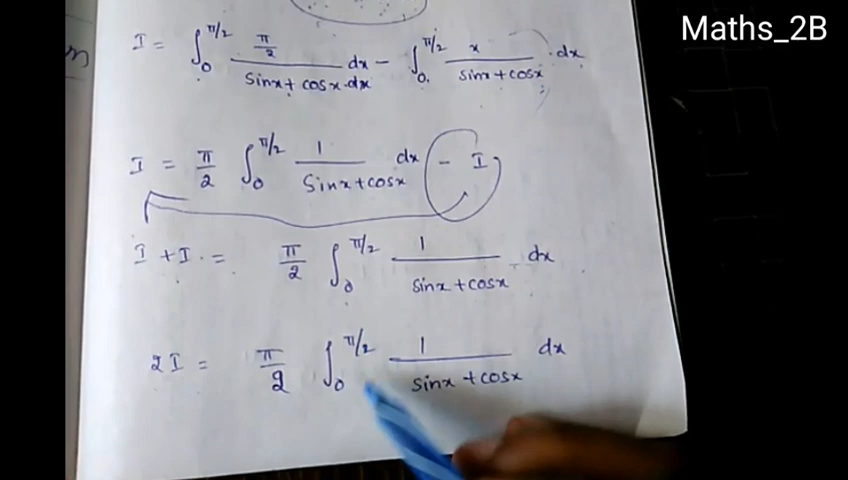 Maths_2B
I = ∫₀^π/2 π/2 / sinx + cosx·dx dx − ∫₀^π/2 x / sinx + cosx · dx
I = π/2 ∫₀^π/2 1 / Sinx + cosx dx − I
I + I · = π/2 ∫₀^π/2 1 / sinx + cosx dx
2I = π/2 ∫₀^π/2 1 / sinx + cosx dx